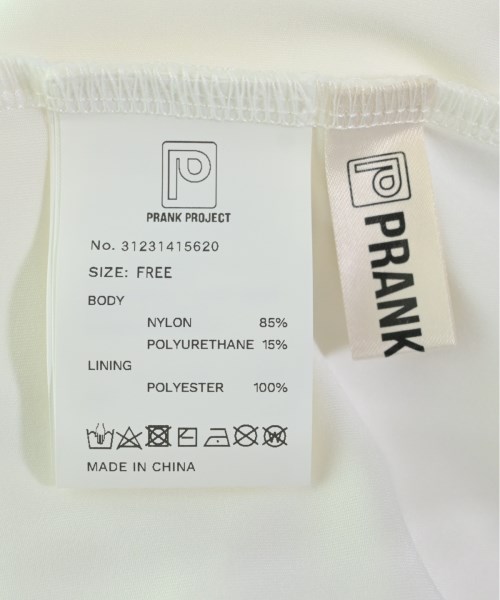 PRANK PROJECT
No. 31231415620
SIZE: FREE
BODY
NYLON 85%
POLYURETHANE 15%
LINING
POLYESTER 100%
MADE IN CHINA
PRANK